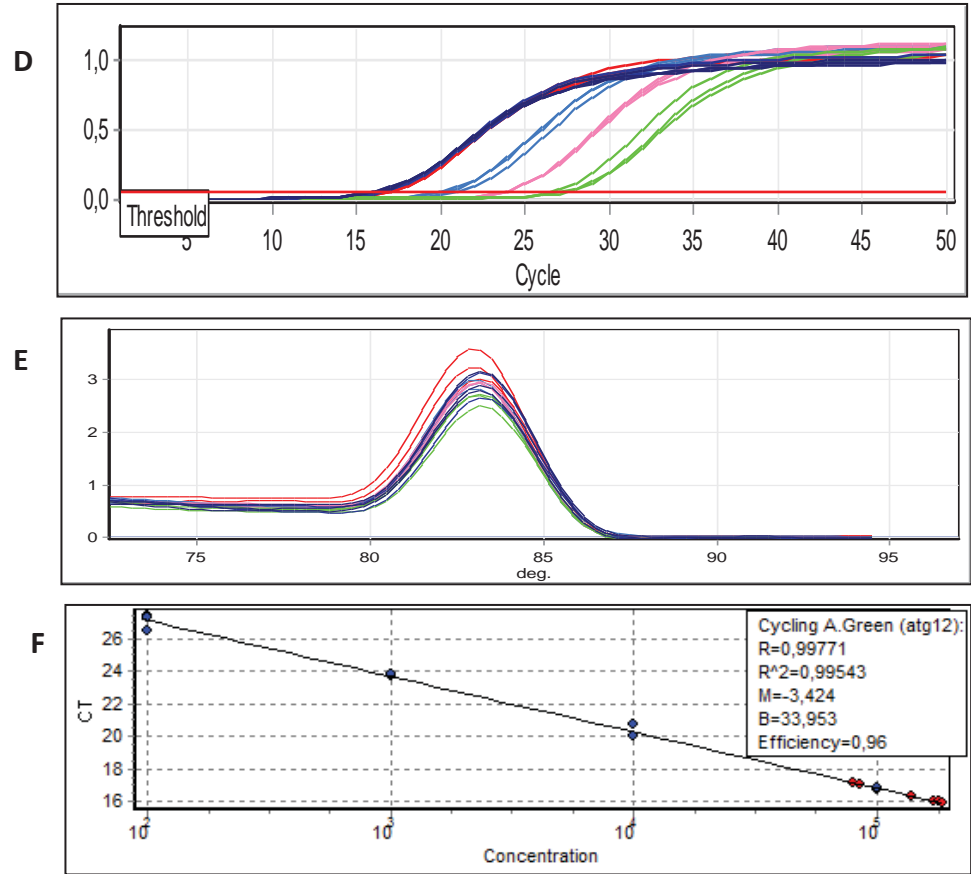 D
1,0
0,5
0,0
Threshold
5 10 15 20 25 30 35 40 45 50
Cycle
E
3
2
1
0
75 80 85 90 95
deg.
F
CT
26
24
22
20
18
16
Cycling A.Green (atg12):
R=0,99771
R^2=0,99543
M=-3,424
B=33,953
Efficiency=0,96
10^2 10^3 10^4 10^5
Concentration